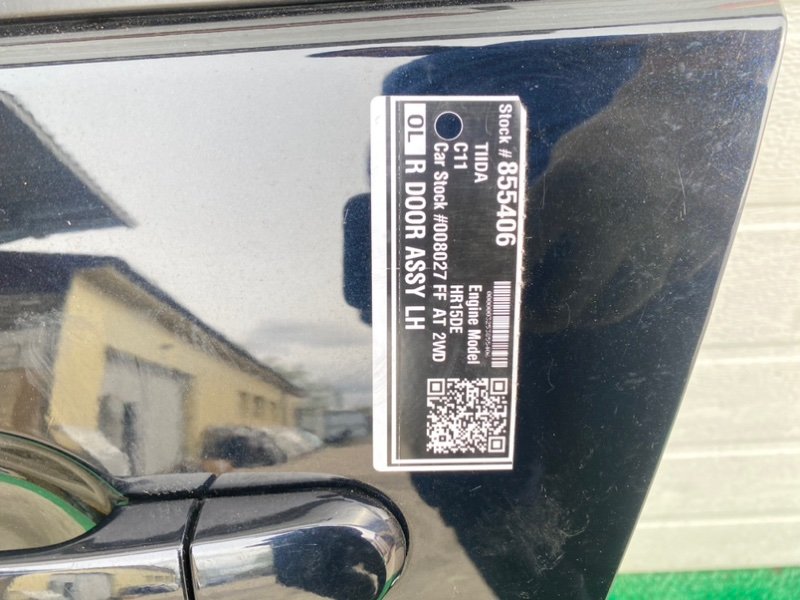 Stock # 855406
TIIDA
C11
Engine Model
HR15DE
Car Stock #008027 FF AT 2WD
OL R DOOR ASSY LH